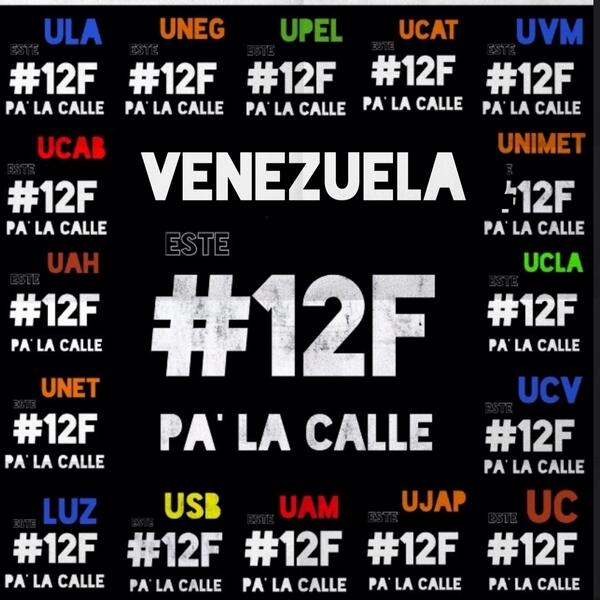 ULA
ESTE
#12F
PA' LA CALLE
UNEG
ESTE
#12F
PA' LA CALLE
UPEL
ESTE
#12F
PA' LA CALLE
UCAT
ESTE
#12F
PA' LA CALLE
UVM
ESTE
#12F
PA' LA CALLE
UCAB
ESTE
#12F
PA' LA CALLE
VENEZUELA
ESTE
#12F
PA' LA CALLE
UNIMET
12F
PA' LA CALLE
UAH
ESTE
#12F
PA' LA CALLE
UCLA
ESTE
#12F
PA' LA CALLE
UNET
ESTE
#12F
PA' LA CALLE
UCV
ESTE
#12F
PA' LA CALLE
LUZ
ESTE
#12F
PA' LA CALLE
USB
ESTE
#12F
PA' LA CALLE
UAM
ESTE
#12F
PA' LA CALLE
UJAP
ESTE
#12F
PA' LA CALLE
UC
ESTE
#12F
PA' LA CALLE